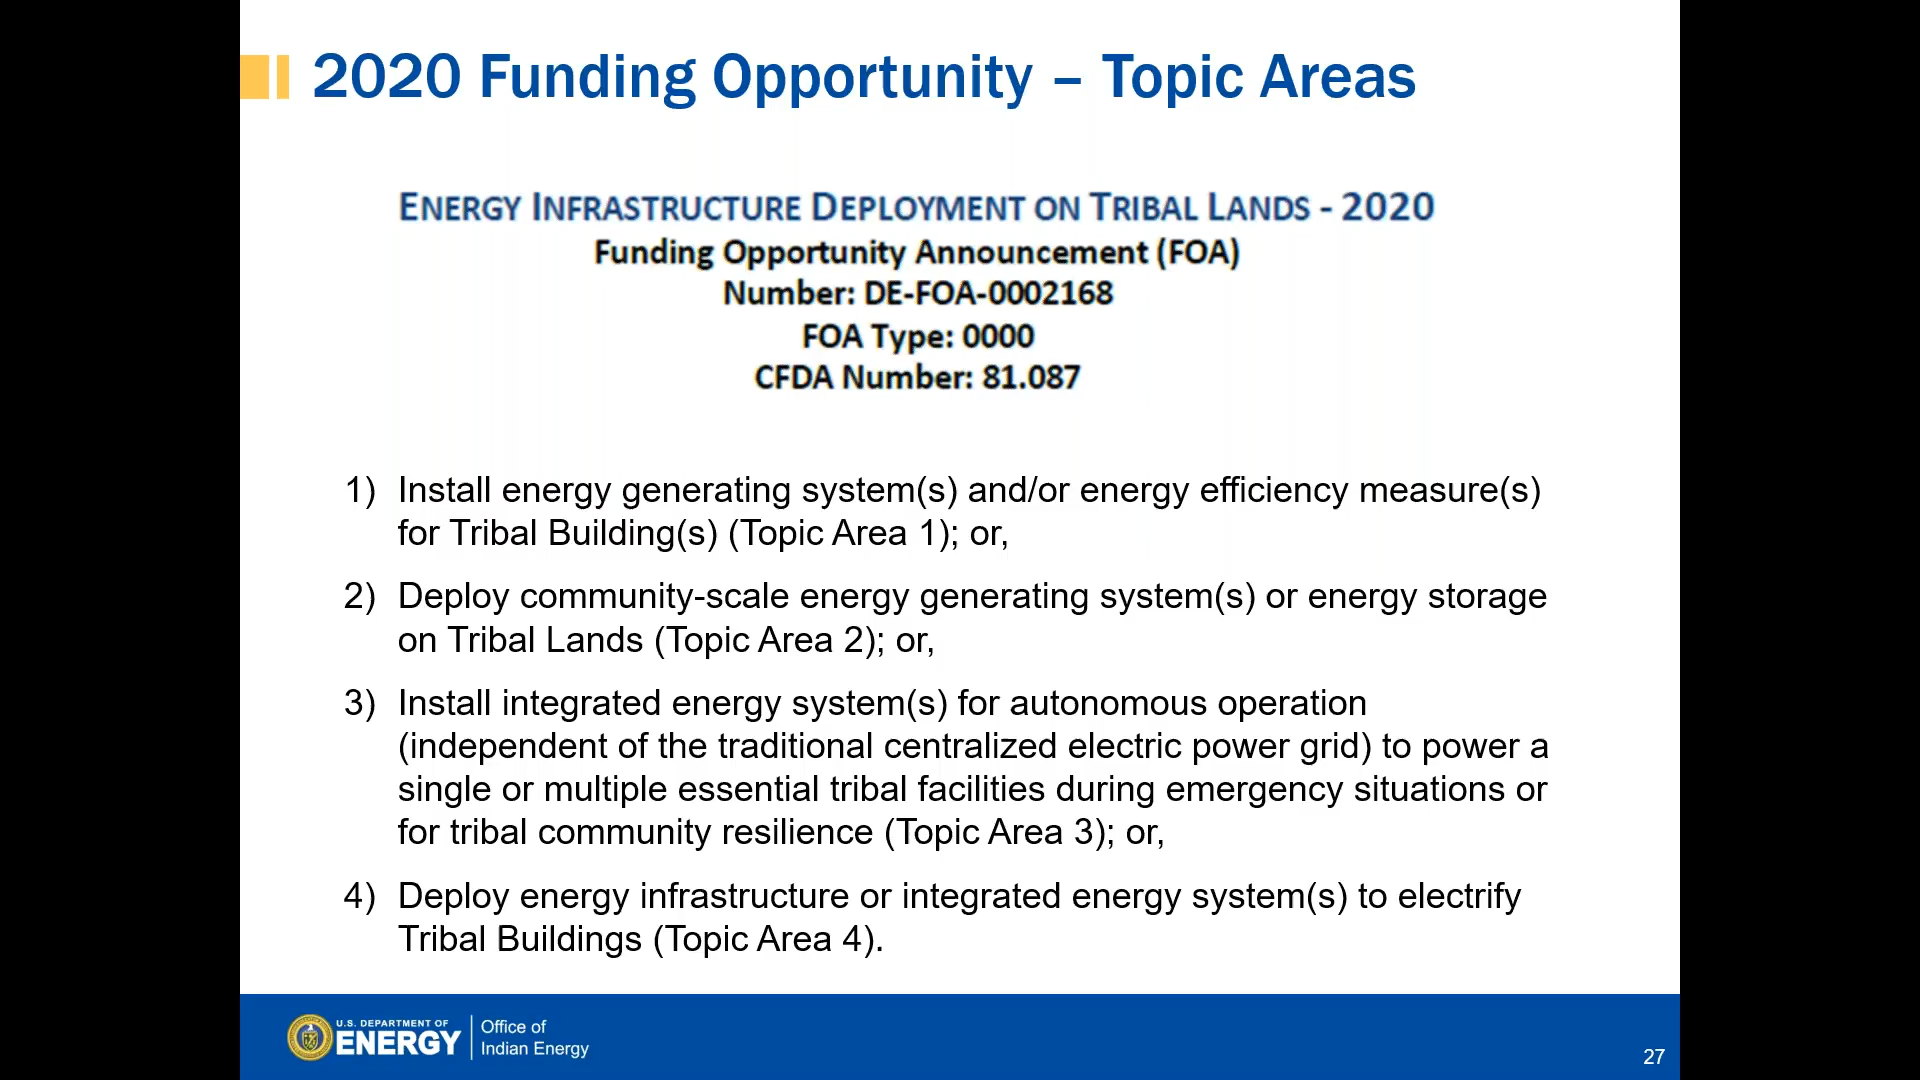 2020 Funding Opportunity – Topic Areas
ENERGY INFRASTRUCTURE DEPLOYMENT ON TRIBAL LANDS - 2020
Funding Opportunity Announcement (FOA)
Number: DE-FOA-0002168
FOA Type: 0000
CFDA Number: 81.087
1) Install energy generating system(s) and/or energy efficiency measure(s)
for Tribal Building(s) (Topic Area 1); or,
2) Deploy community-scale energy generating system(s) or energy storage
on Tribal Lands (Topic Area 2); or,
3) Install integrated energy system(s) for autonomous operation
(independent of the traditional centralized electric power grid) to power a
single or multiple essential tribal facilities during emergency situations or
for tribal community resilience (Topic Area 3); or,
4) Deploy energy infrastructure or integrated energy system(s) to electrify
Tribal Buildings (Topic Area 4).
U.S. DEPARTMENT OF
ENERGY
Office of
Indian Energy
27